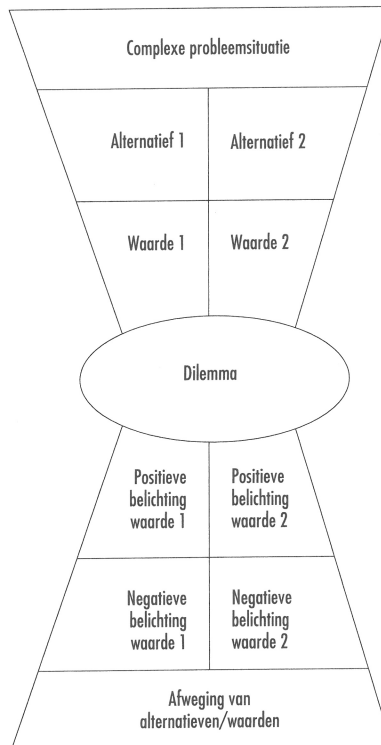 Complexe probleemsituatie
Alternatief 1
Alternatief 2
Waarde 1
Waarde 2
Dilemma
Positieve
belichting
waarde 1
Positieve
belichting
waarde 2
Negatieve
belichting
waarde 1
Negatieve
belichting
waarde 2
Afweging van
alternatieven/waarden